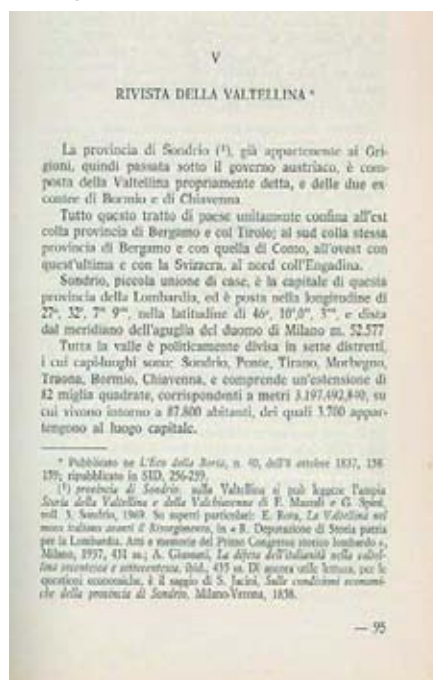 V
RIVISTA DELLA VALTELLINA *
La provincia di Sondrio (¹), già appartenente ai Gri-
gioni, quindi passata sotto il governo austriaco, è com-
posta della Valtellina propriamente detta, e delle due ex
contee di Bormio e di Chiavenna
Tutto questo tratto di paese unitamente confina all'est
colla provincia di Bergamo e col Tirolo; al sud colla stessa
provincia di Bergamo e con quella di Como, all'ovest con
quest'ultima e con la Svizzera, al nord coll'Engadina.
Sondrio, piccola unione di case, è la capitale di questa
provincia della Lombardia, ed è posta nella longitudine di
27°, 32', 7" 9''', nella latitudine di 46°, 10',0", 3''', e dista
dal meridiano dell'aguglia del duomo di Milano m. 52.577
Tutta la valle è politicamente divisa in sette distretti,
i cui capi-luoghi sono: Sondrio, Ponte, Tirano, Morbegno,
Traona, Bormio, Chiavenna, e comprende un'estensione di
82 miglia quadrate, corrispondenti a metri 3.197.492,840, su
cui vivono intorno a 87.800 abitanti, dei quali 3.700 appar-
tengono al luogo capitale.
* Pubblicato ne L'Eco della Borsa, n. 40, dell'8 ottobre 1837, 158
159; ripubblicato in SID, 256-259.
(¹) provincia di Sondrio: sulla Valtellina si può leggere l'ampia
Storia della Valtellina e della Valchiavenna di E. Mazzali e G. Spini,
voll. 3, Sondrio, 1969. Su aspetti particolari: E. Rota, La Valtellina nel
moto italiano avanti il Risorgimento, in « R. Deputazione di Storia patria
per la Lombardia. Atti e memorie del Primo Congresso storico lombardo »,
Milano, 1937, 431 ss.; A. Giussani, La difesa dell'italianità nella valtel-
lina seicentesca e settecentesca, ibid., 435 ss. Di ancora utile lettura, per le
questioni economiche, è il saggio di S. Jacini, Sulle condizioni economi-
che della provincia di Sondrio, Milano-Verona, 1858.
— 95